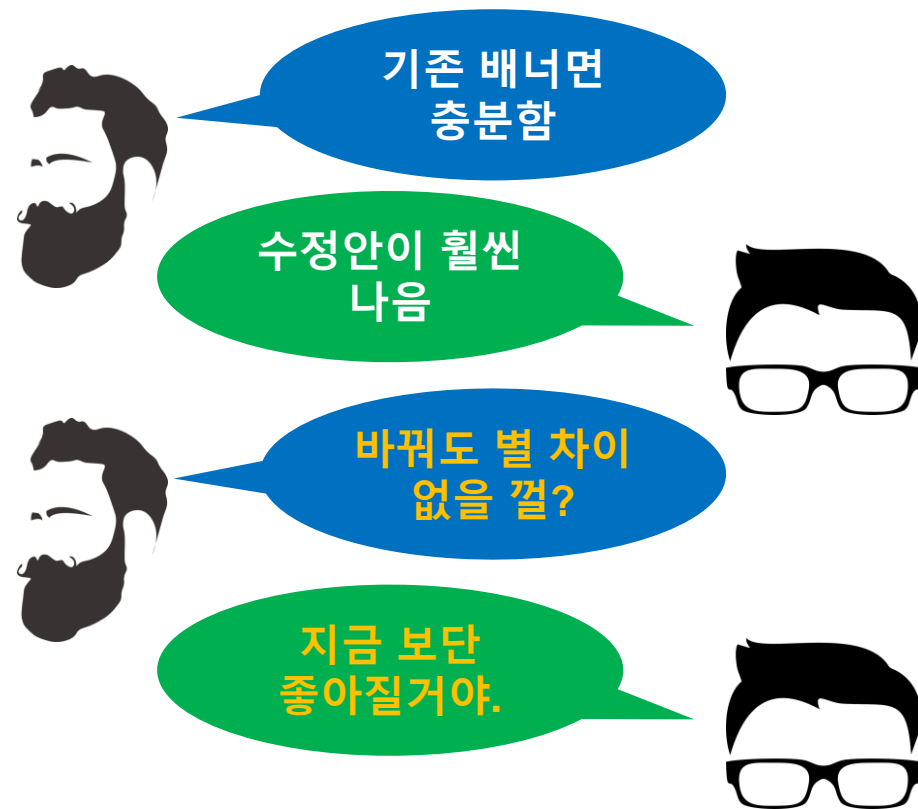 기존 배너면
충분함
수정안이 훨씬
나음
바꿔도 별 차이
없을 껄?
지금 보단
좋아질거야.